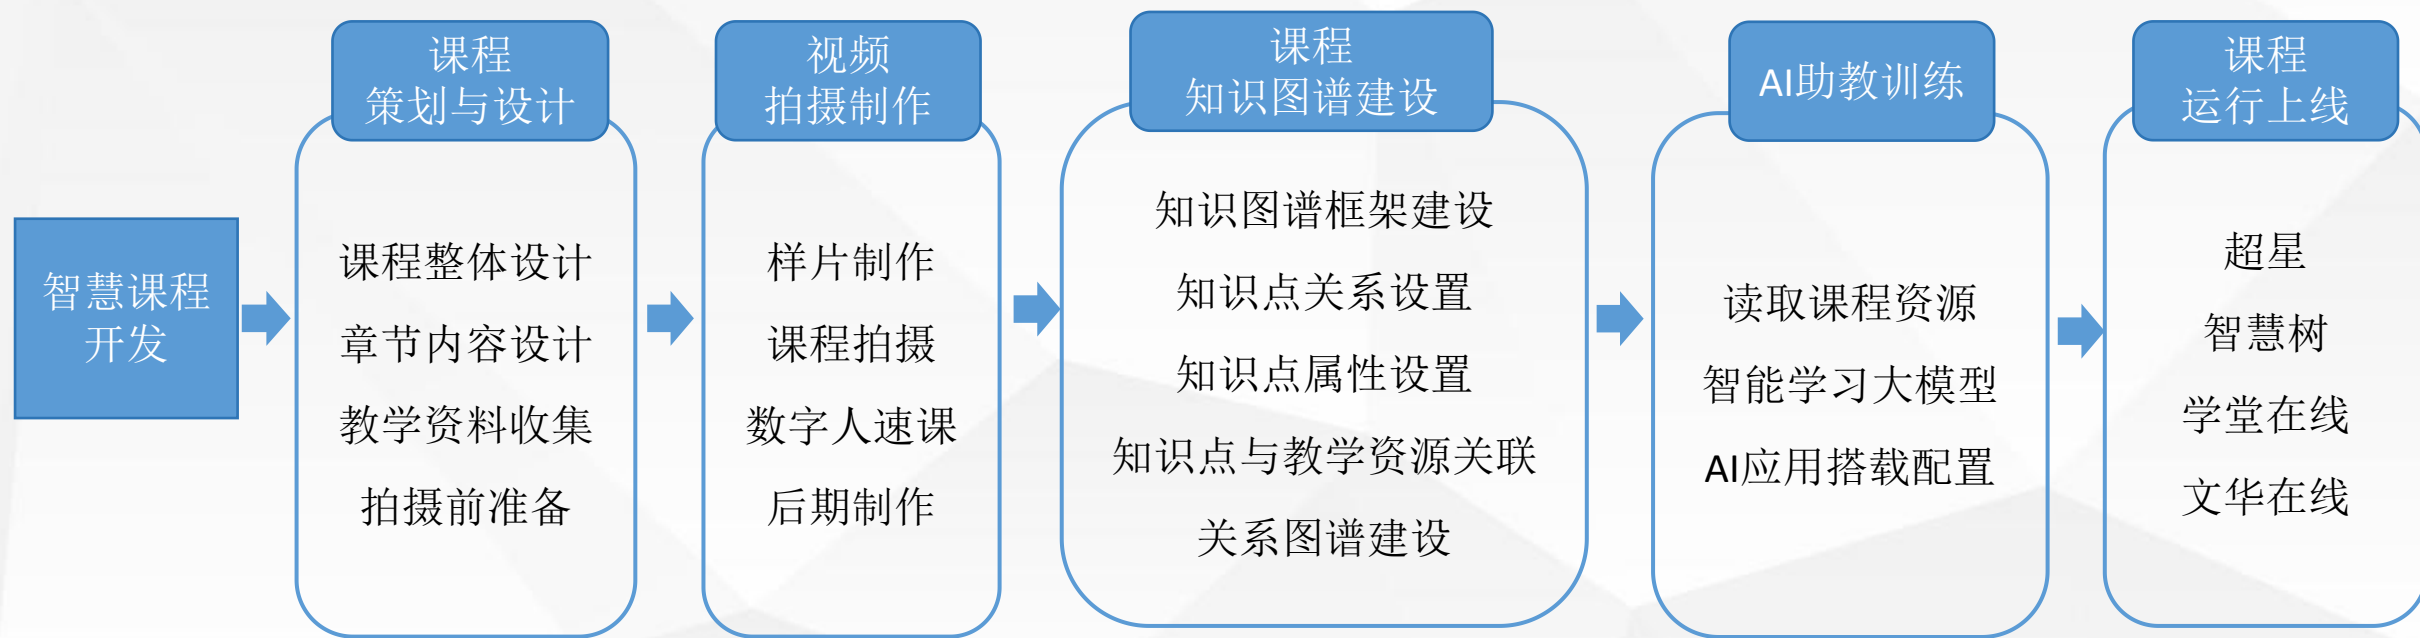 智慧课程
开发
课程
策划与设计
课程整体设计
章节内容设计
教学资料收集
拍摄前准备
视频
拍摄制作
样片制作
课程拍摄
数字人速课
后期制作
课程
知识图谱建设
知识图谱框架建设
知识点关系设置
知识点属性设置
知识点与教学资源关联
关系图谱建设
AI助教训练
读取课程资源
智能学习大模型
AI应用搭载配置
课程
运行上线
超星
智慧树
学堂在线
文华在线